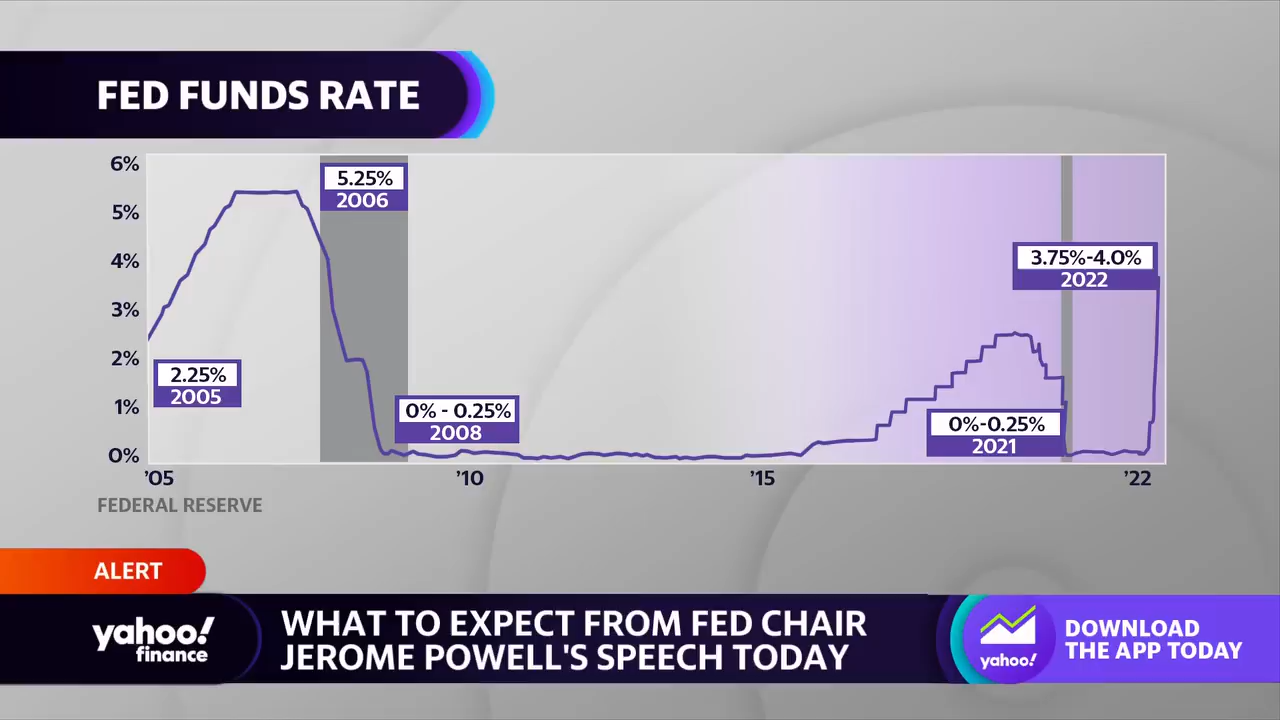 FED FUNDS RATE
6%
5%
4%
3%
2%
1%
0%
5.25%
2006
3.75%-4.0%
2022
2.25%
2005
0% - 0.25%
2008
0%-0.25%
2021
’05
’10
’15
’22
FEDERAL RESERVE
ALERT
yahoo!
finance
WHAT TO EXPECT FROM FED CHAIR
JEROME POWELL'S SPEECH TODAY
yahoo!
DOWNLOAD
THE APP TODAY